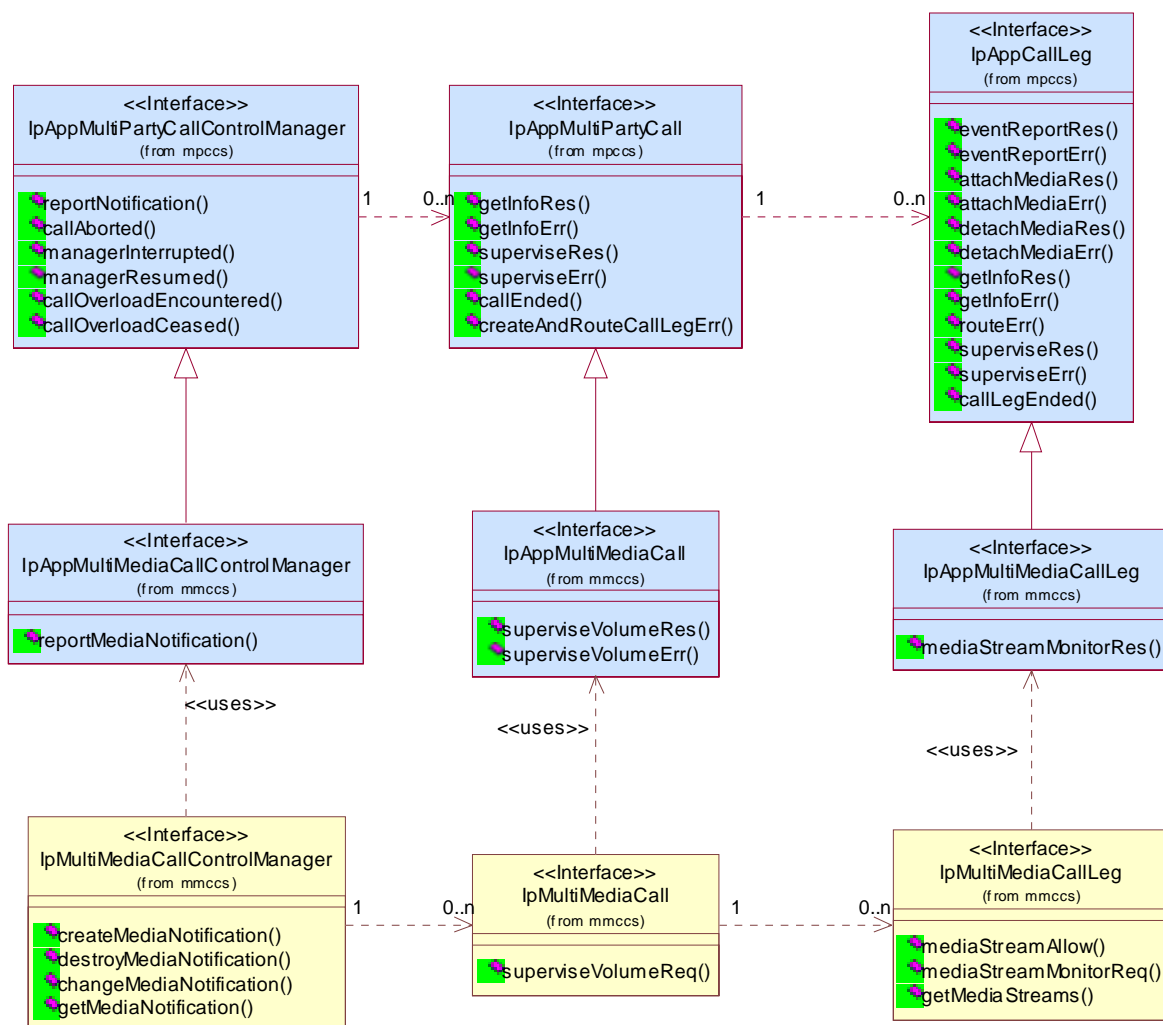 <<Interface>>
IpAppMultiPartyCallControlManager
(from mpccs)
reportNotification()
callAborted()
managerInterrupted()
managerResumed()
callOverloadEncountered()
callOverloadCeased()
1
0..n
<<Interface>>
IpAppMultiPartyCall
(from mpccs)
getInfoRes()
getInfoErr()
superviseRes()
superviseErr()
callEnded()
createAndRouteCallLegErr()
1
0..n
<<Interface>>
IpAppCallLeg
(from mpccs)
eventReportRes()
eventReportErr()
attachMediaRes()
attachMediaErr()
detachMediaRes()
detachMediaErr()
getInfoRes()
getInfoErr()
routeErr()
superviseRes()
superviseErr()
callLegEnded()
<<Interface>>
IpAppMultiMediaCallControlManager
(from mmccs)
reportMediaNotification()
<<Interface>>
IpAppMultiMediaCall
(from mmccs)
superviseVolumeRes()
superviseVolumeErr()
<<Interface>>
IpAppMultiMediaCallLeg
(from mmccs)
mediaStreamMonitorRes()
<<uses>>
<<uses>>
<<uses>>
<<Interface>>
IpMultiMediaCallControlManager
(from mmccs)
createMediaNotification()
destroyMediaNotification()
changeMediaNotification()
getMediaNotification()
1
0..n
<<Interface>>
IpMultiMediaCall
(from mmccs)
superviseVolumeReq()
1
0..n
<<Interface>>
IpMultiMediaCallLeg
(from mmccs)
mediaStreamAllow()
mediaStreamMonitorReq()
getMediaStreams()